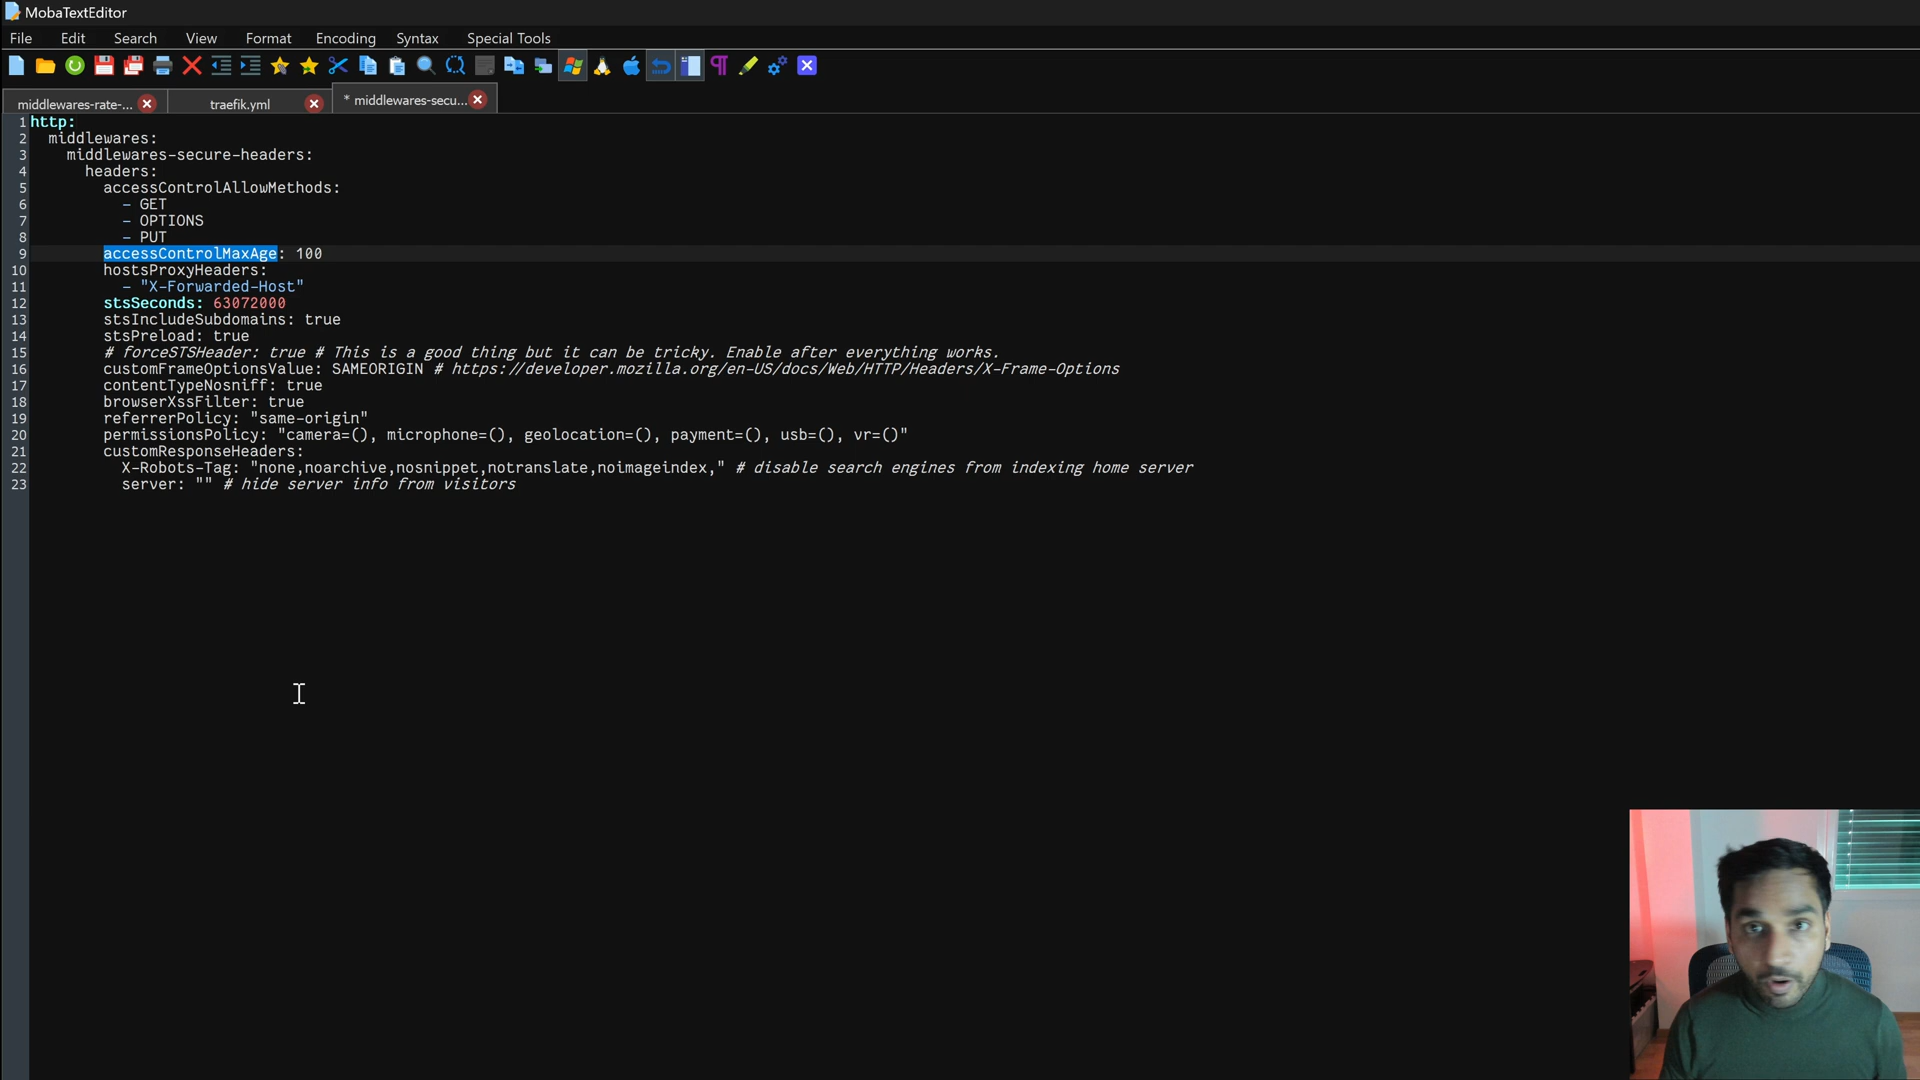 MobaTextEditor
File Edit Search View Format Encoding Syntax Special Tools
middlewares-rate-... traefik.yml * middlewares-secu...
1 http:
2 middlewares:
3 middlewares-secure-headers:
4 headers:
5 accessControlAllowMethods:
6 - GET
7 - OPTIONS
8 - PUT
9 accessControlMaxAge: 100
10 hostsProxyHeaders:
11 - "X-Forwarded-Host"
12 stsSeconds: 63072000
13 stsIncludeSubdomains: true
14 stsPreload: true
15 # forceSTSHeader: true # This is a good thing but it can be tricky. Enable after everything works.
16 customFrameOptionsValue: SAMEORIGIN # https://developer.mozilla.org/en-US/docs/Web/HTTP/Headers/X-Frame-Options
17 contentTypeNosniff: true
18 browserXssFilter: true
19 referrerPolicy: "same-origin"
20 permissionsPolicy: "camera=(), microphone=(), geolocation=(), payment=(), usb=(), vr=()"
21 customResponseHeaders:
22 X-Robots-Tag: "none,noarchive,nosnippet,notranslate,noimageindex," # disable search engines from indexing home server
23 server: "" # hide server info from visitors